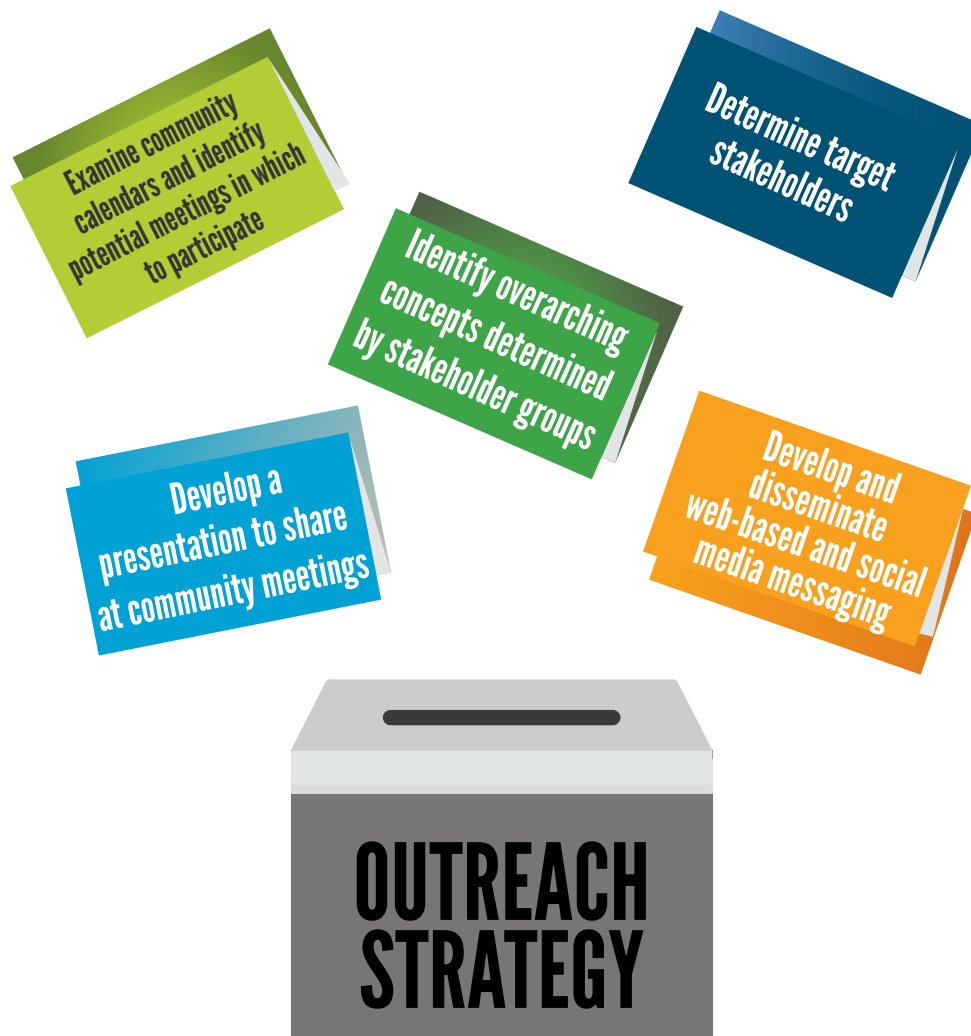 Examine community
calendars and identify
potential meetings in which
to participate
Determine target
stakeholders
Identify overarching
concepts determined
by stakeholder groups
Develop a
presentation to share
at community meetings
Develop and
disseminate
web-based and social
media messaging
OUTREACH
STRATEGY